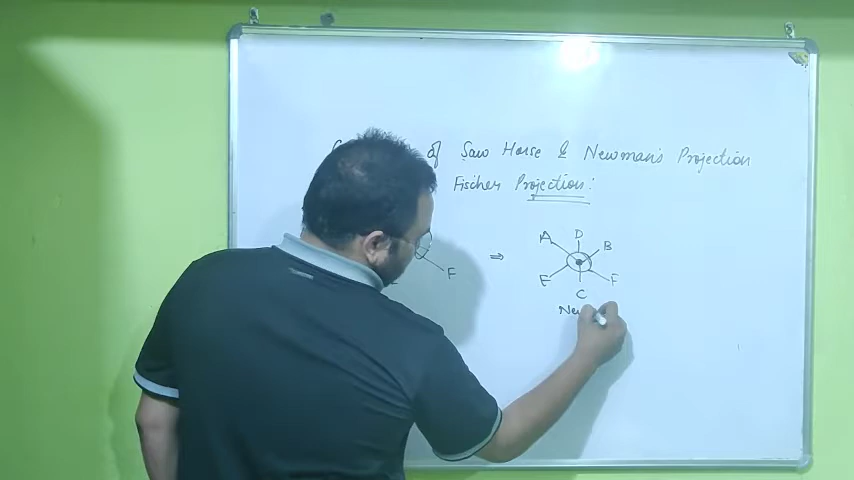 of Saw Horse & Newman's Projection
Fischer Projection:
A D B
F
⇒
E F
C
Ne